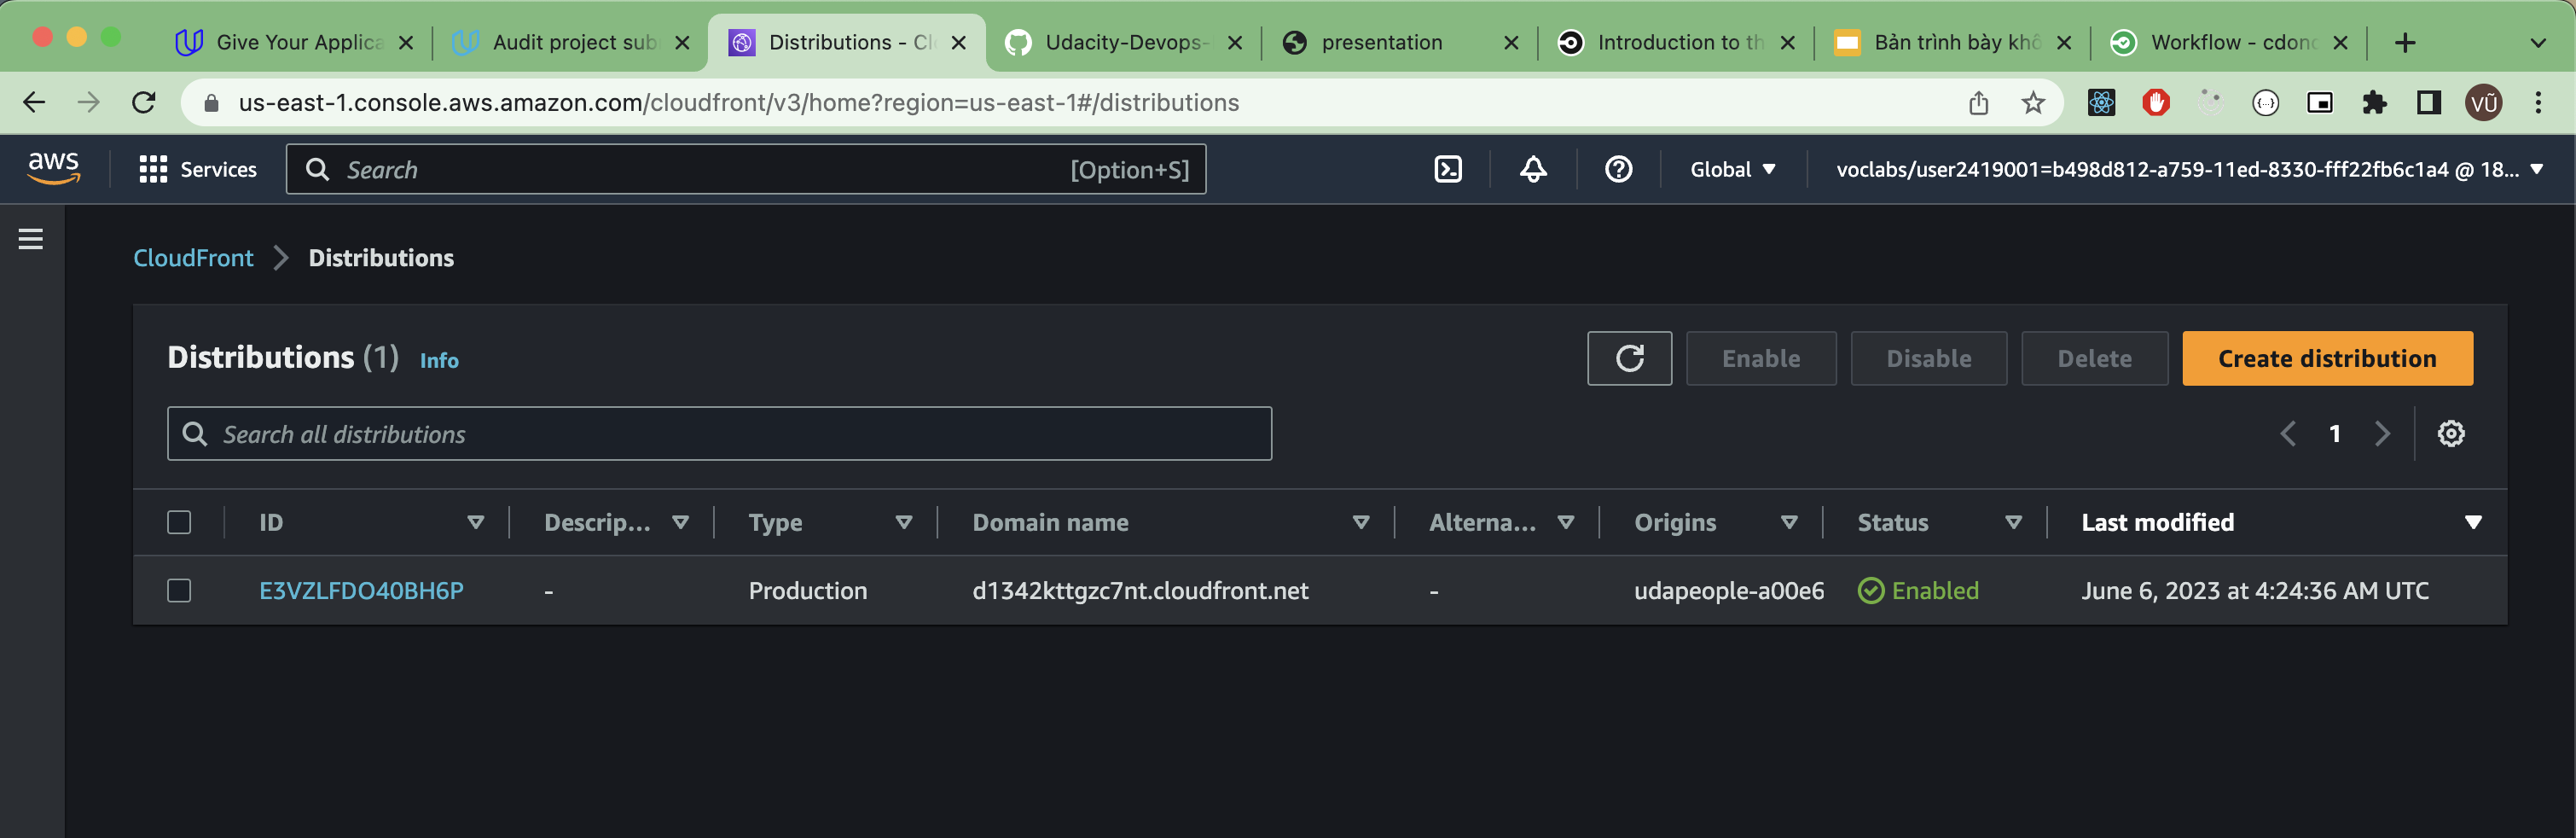 Give Your Applica
Audit project sub
Distributions - Cl
Udacity-Devops-
presentation
Introduction to th
Bản trình bày khô
Workflow - cdond
us-east-1.console.aws.amazon.com/cloudfront/v3/home?region=us-east-1#/distributions
VŨ
aws
Services
Search
[Option+S]
Global
voclabs/user2419001=b498d812-a759-11ed-8330-fff22fb6c1a4 @ 18...
CloudFront
Distributions
Distributions (1)
Info
Enable
Disable
Delete
Create distribution
Search all distributions
1
ID
Descrip...
Type
Domain name
Alterna...
Origins
Status
Last modified
E3VZLFDO40BH6P
-
Production
d1342kttgzc7nt.cloudfront.net
-
udapeople-a00e6
Enabled
June 6, 2023 at 4:24:36 AM UTC